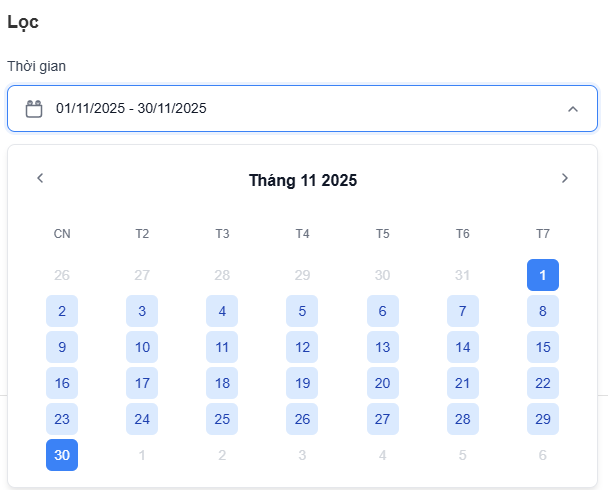 Lọc
Thời gian
01/11/2025 - 30/11/2025
Tháng 11 2025
CN T2 T3 T4 T5 T6 T7
26 27 28 29 30 31 1
2 3 4 5 6 7 8
9 10 11 12 13 14 15
16 17 18 19 20 21 22
23 24 25 26 27 28 29
30 1 2 3 4 5 6